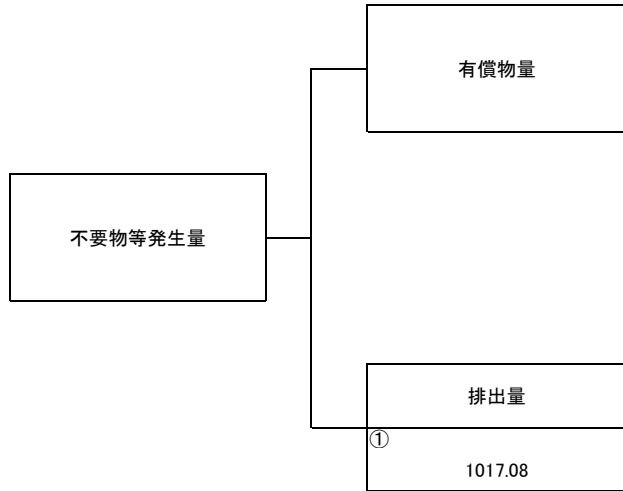 有償物量
不要物等発生量
排出量
①
1017.08